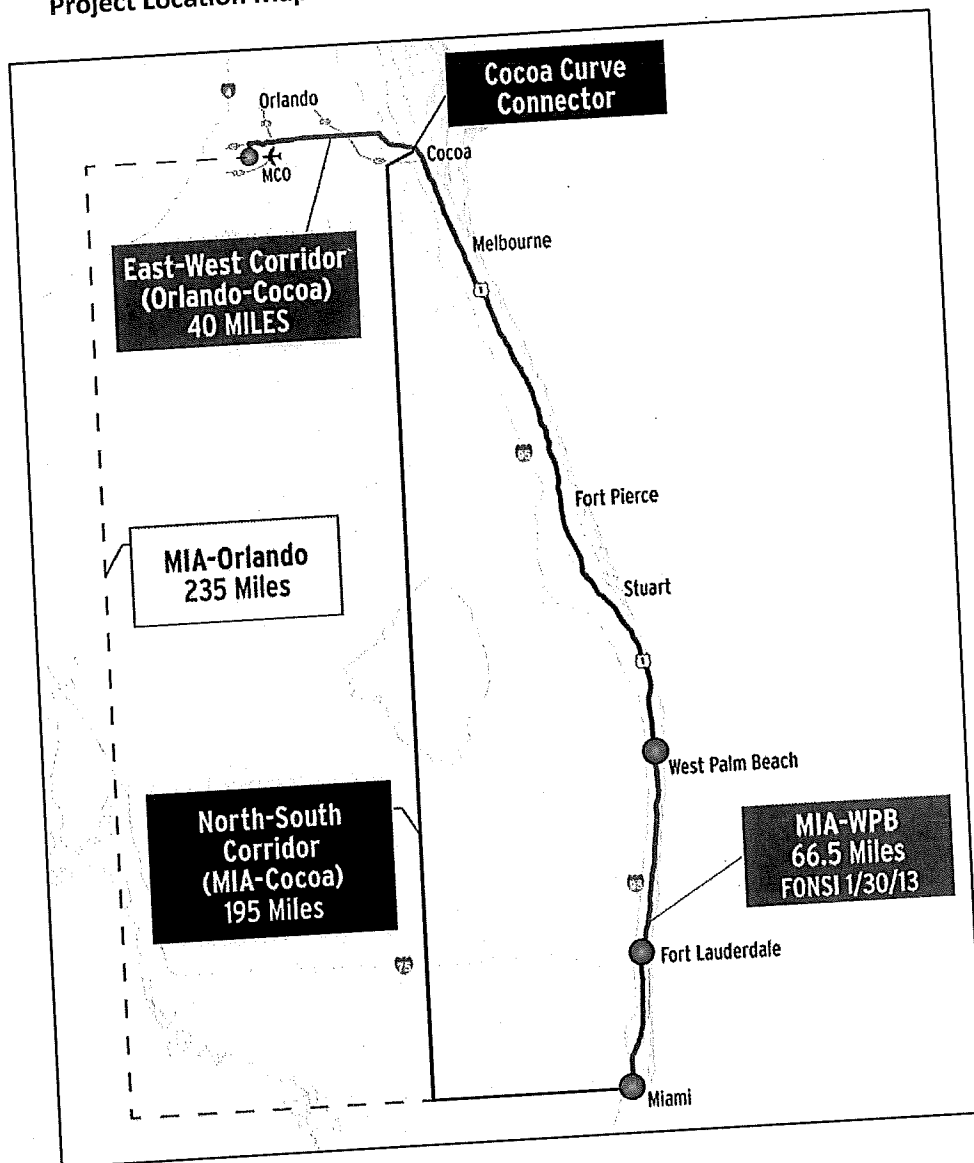 Project Location Map
Cocoa Curve
Connector
4
Orlando
MCO
Cocoa
East-West Corridor
(Orlando-Cocoa)
40 MILES
Melbourne
1
95
Fort Pierce
MIA-Orlando
235 Miles
Stuart
1
West Palm Beach
North-South
Corridor
(MIA-Cocoa)
195 Miles
MIA-WPB
66.5 Miles
FONSI 1/30/13
95
Fort Lauderdale
75
Miami